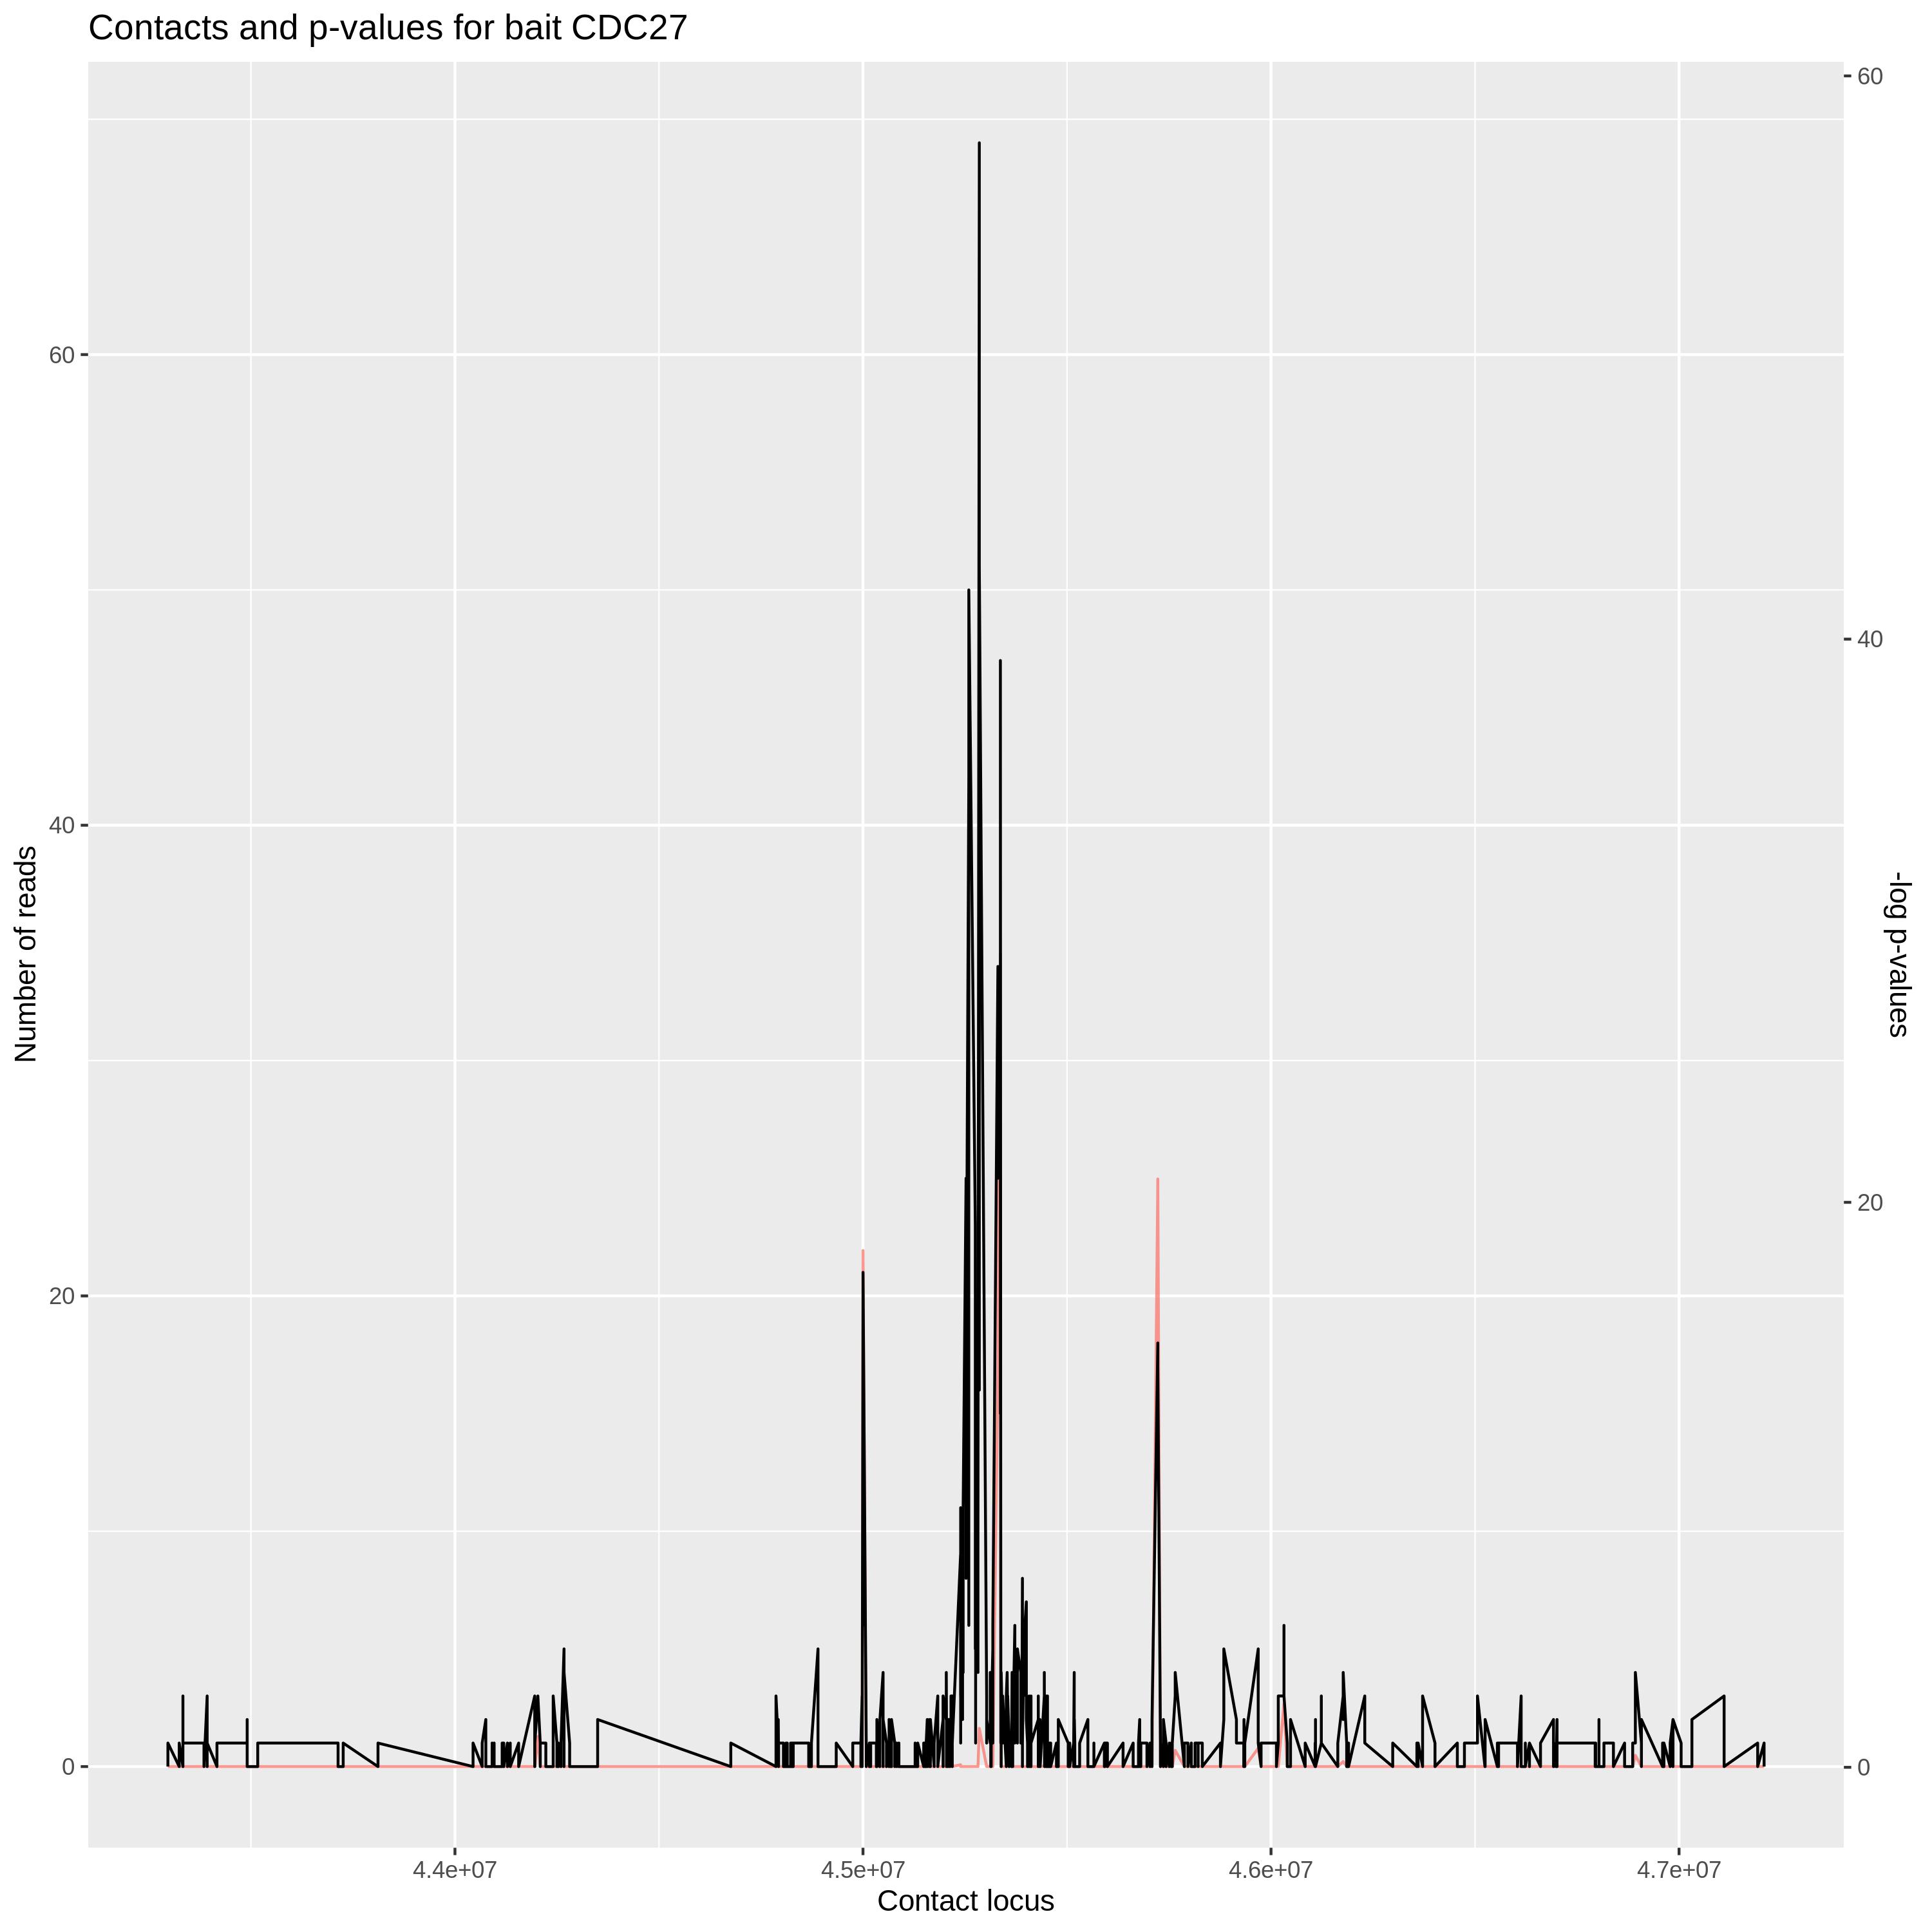 Contacts and p-values for bait CDC27
60
40
20
0
Number of reads
60
40
20
0
-log p-values
4.4e+07
4.5e+07
4.6e+07
4.7e+07
Contact locus